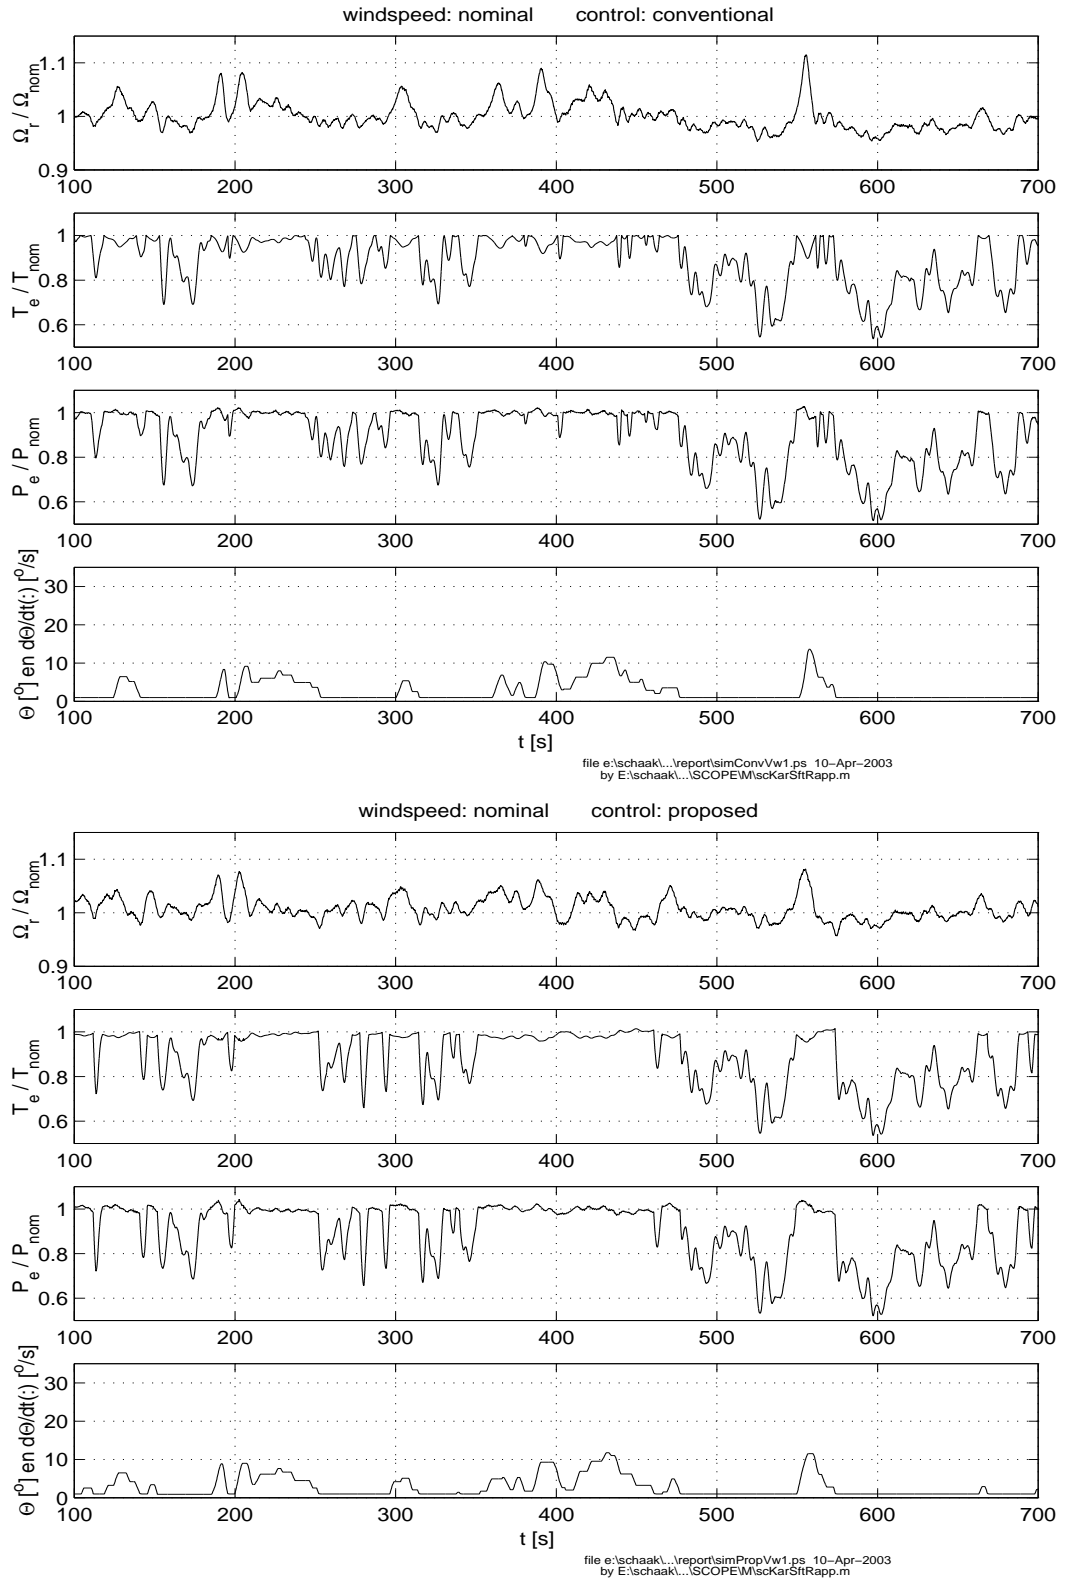 windspeed: nominal control: conventional
Ω_r / Ω_nom
1.1
1
0.9
100 200 300 400 500 600 700
T_e / T_nom
1
0.8
0.6
100 200 300 400 500 600 700
P_e / P_nom
1
0.8
0.6
100 200 300 400 500 600 700
Θ [°] en dΘ/dt(:) [°/s]
30
20
10
0
100 200 300 400 500 600 700
t [s]
file e:\schaak\...\report\simConvVw1.ps 10−Apr−2003
by E:\schaak\...\SCOPE\M\scKarSftRapp.m
windspeed: nominal control: proposed
Ω_r / Ω_nom
1.1
1
0.9
100 200 300 400 500 600 700
T_e / T_nom
1
0.8
0.6
100 200 300 400 500 600 700
P_e / P_nom
1
0.8
0.6
100 200 300 400 500 600 700
Θ [°] en dΘ/dt(:) [°/s]
30
20
10
0
100 200 300 400 500 600 700
t [s]
file e:\schaak\...\report\simPropVw1.ps 10−Apr−2003
by E:\schaak\...\SCOPE\M\scKarSftRapp.m